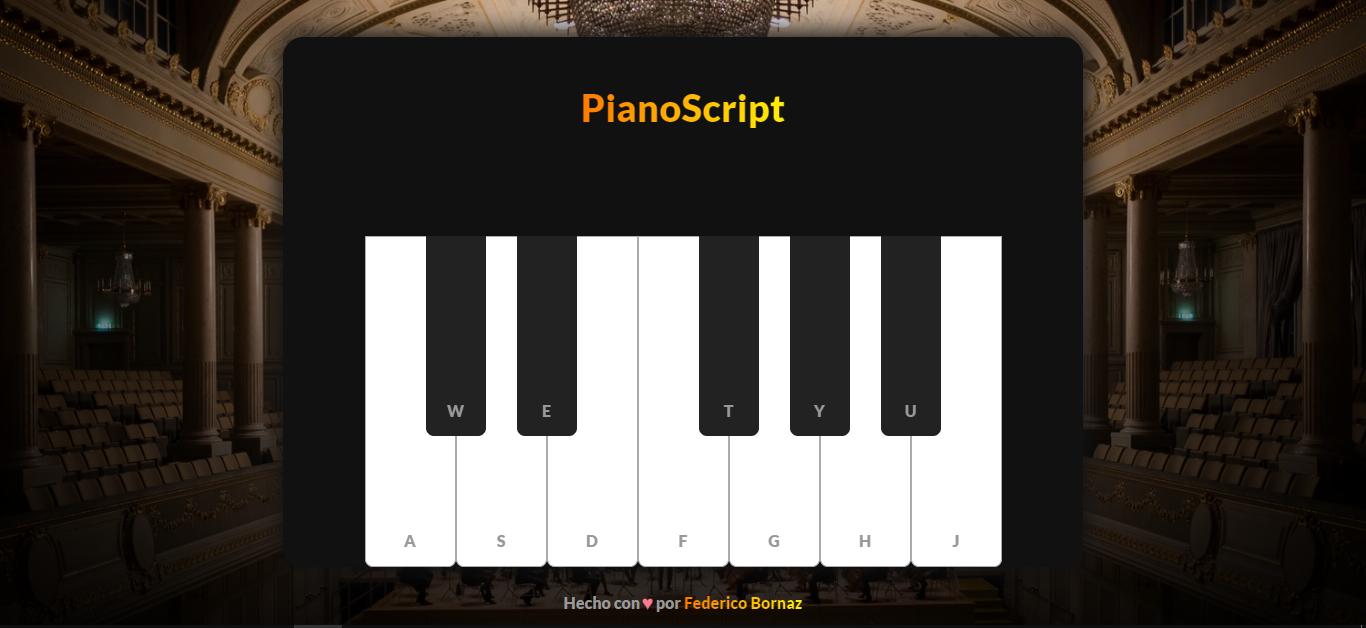 PianoScript
W E T Y U
A S D F G H J
Hecho con ♥ por Federico Bornaz